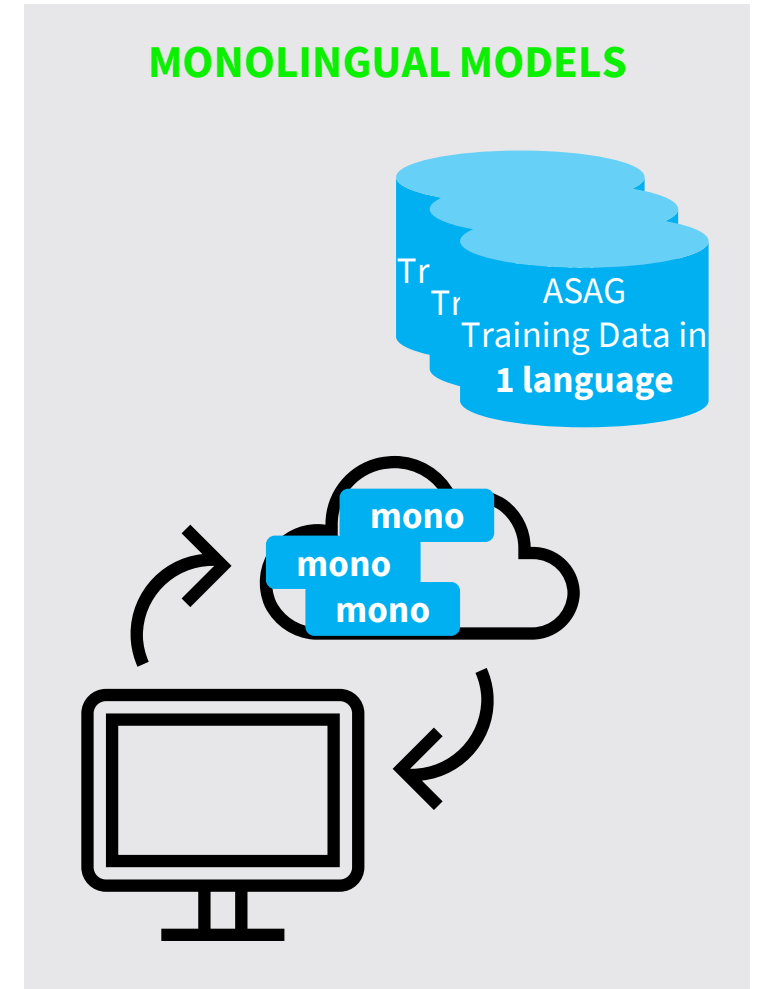 MONOLINGUAL MODELS
Tr
Tr
ASAG
Training Data in
1 language
mono
mono
mono